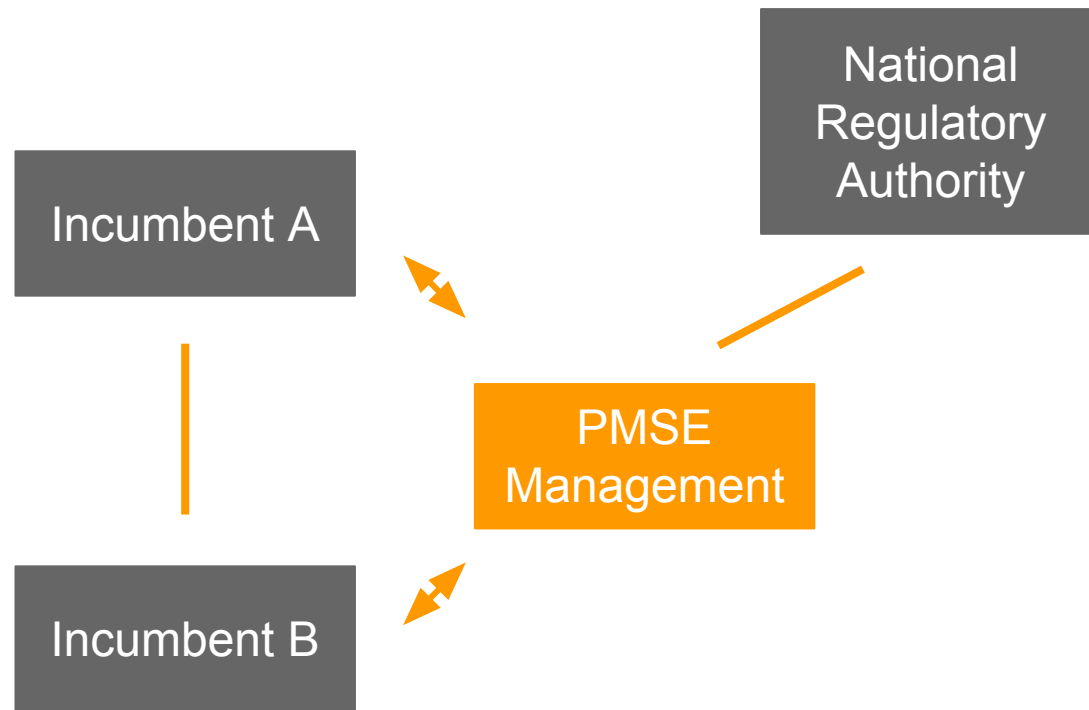 National
Regulatory
Authority
Incumbent A
PMSE
Management
Incumbent B